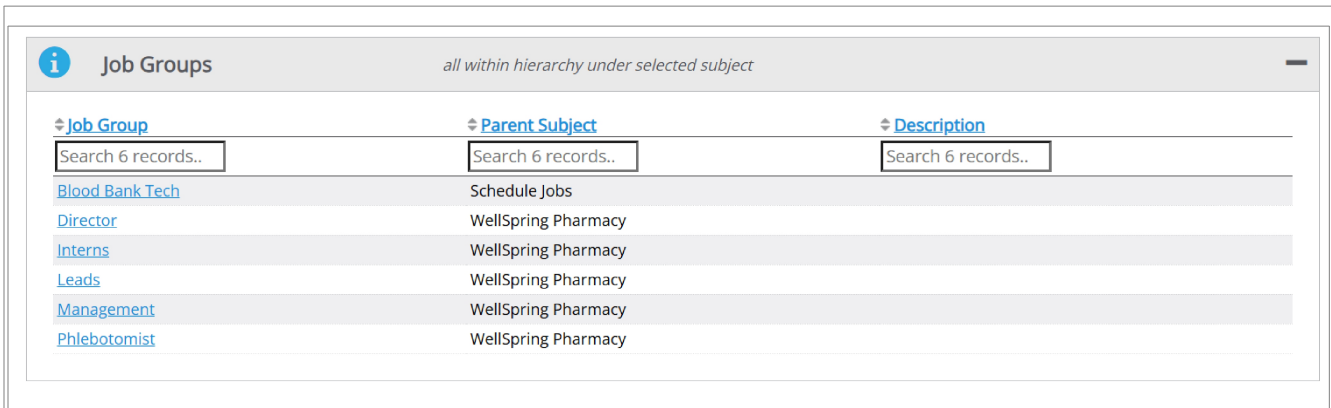 i Job Groups all within hierarchy under selected subject
Job Group Parent Subject Description
Search 6 records.. Search 6 records.. Search 6 records..
Blood Bank Tech Schedule Jobs
Director WellSpring Pharmacy
Interns WellSpring Pharmacy
Leads WellSpring Pharmacy
Management WellSpring Pharmacy
Phlebotomist WellSpring Pharmacy